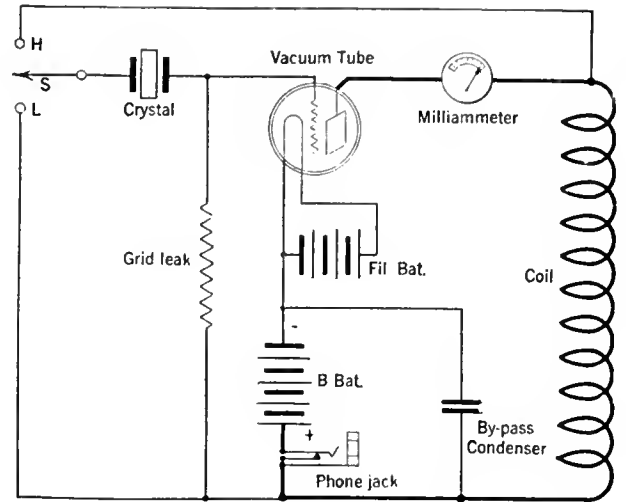 H
S
L
Crystal
Vacuum Tube
Milliammeter
Grid leak
Fil Bat.
Coil
-
B Bat.
+
Phone jack
By-pass
Condenser